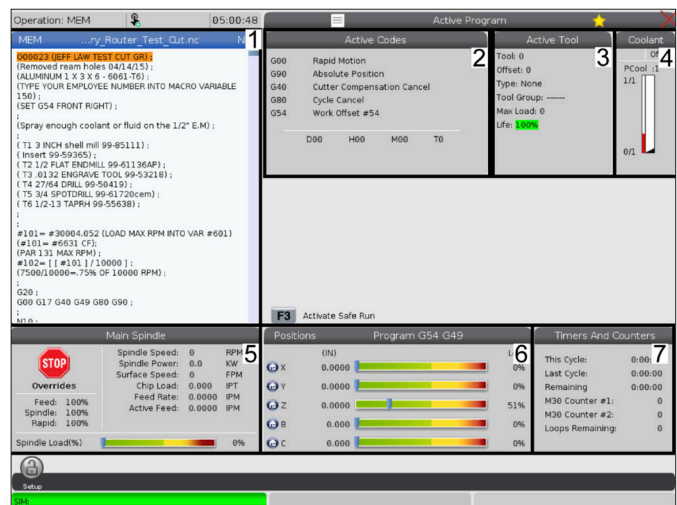 Operation: MEM
05:00:48
Active Program
MEM ...ry_Router_Test_Cut.nc N
1
O00023 (JEFF LAW TEST CUT GR) ;
(Removed ream holes 04/14/15) ;
(ALUMINUM 1 X 3 X 6 - 6061-T6) ;
(TYPE YOUR EMPLOYEE NUMBER INTO MACRO VARIABLE
150) ;
(SET G54 FRONT RIGHT) ;
;
(Spray enough coolant or fluid on the 1/2" E.M) ;
;
( T1 3 INCH shell mill 99-85111) ;
( Insert 99-59365) ;
( T2 1/2 FLAT ENDMILL 99-61136AP) ;
( T3 .0132 ENGRAVE TOOL 99-53218) ;
( T4 27/64 DRILL 99-50419) ;
( T5 3/4 SPOTDRILL 99-61720cem) ;
( T6 1/2-13 TAPRH 99-55638) ;
;
;
#101= #30004.052 (LOAD MAX RPM INTO VAR #601)
(#101= #6631 CF);
(PAR 131 MAX RPM) ;
#102= [ [ #101 ] / 10000 ] ;
(7500/10000=.75% OF 10000 RPM) ;
;
G20 ;
G00 G17 G40 G49 G80 G90 ;
;
N10 ;
Active Codes
2
G00 Rapid Motion
G90 Absolute Position
G40 Cutter Compensation Cancel
G80 Cycle Cancel
G54 Work Offset #54
D00 H00 M00 T0
Active Tool
3
Tool: 0
Offset: 0
Type: None
Tool Group: -------
Max Load: 0
Life: 100%
Coolant
4
PCool :1
1/1
0/1
F3 Activate Safe Run
Main Spindle
5
STOP
Overrides
Feed: 100%
Spindle: 100%
Rapid: 100%
Spindle Speed: 0 RPM
Spindle Power: 0.0 KW
Surface Speed: 0 FPM
Chip Load: 0.000 IPT
Feed Rate: 0.0000 IPM
Active Feed: 0.0000 IPM
Spindle Load(%) 0%
Positions Program G54 G49
6
(IN)
X 0.0000 0%
Y 0.0000 0%
Z 0.0000 51%
B 0.000 0%
C 0.000 0%
Timers And Counters
7
This Cycle: 0:00:
Last Cycle: 0:00:00
Remaining 0:00:00
M30 Counter #1: 0
M30 Counter #2: 0
Loops Remaining: 0
Setup
SIM: